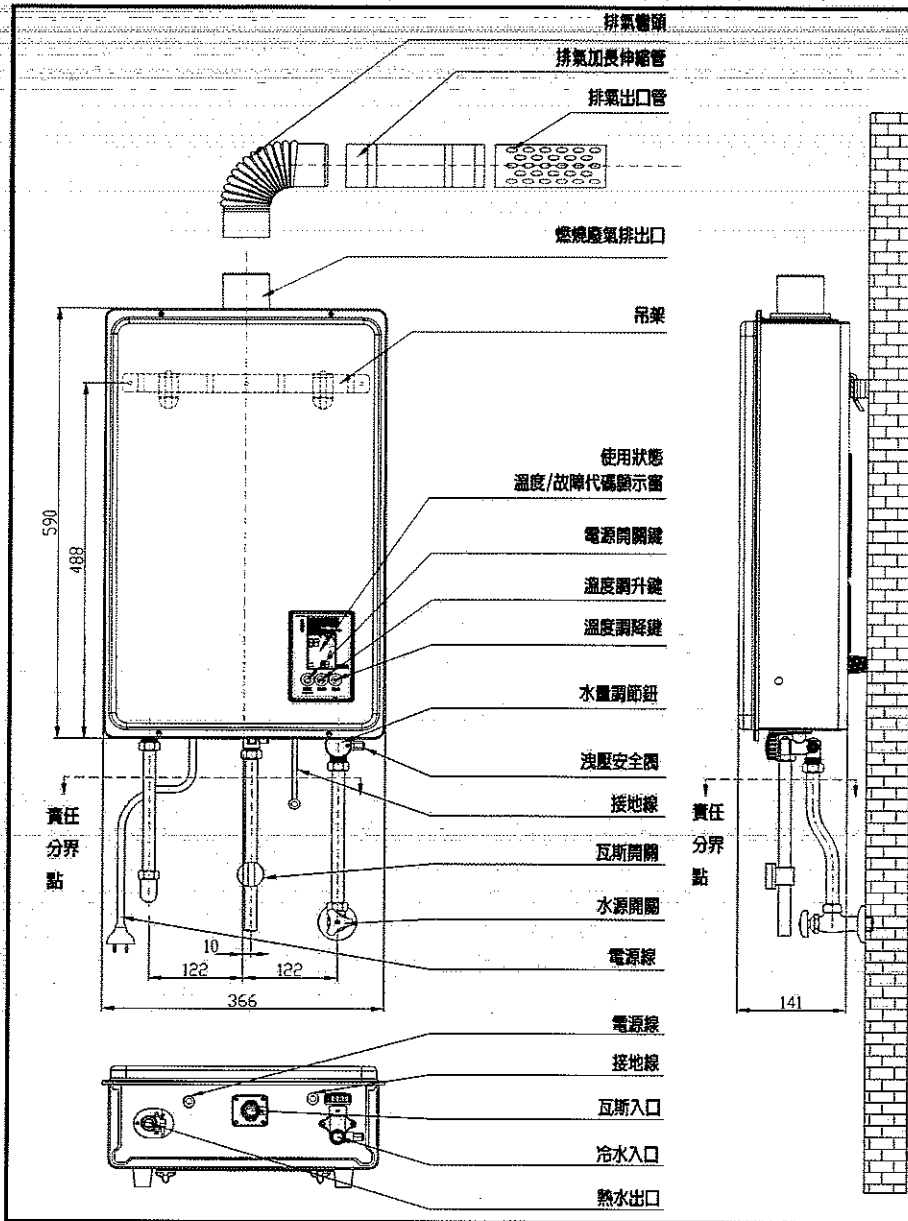 排氣彎頭
排氣加長伸縮管
排氣出口管
燃燒廢氣排出口
吊架
使用狀態
溫度/故障代碼顯示窗
電源開關鍵
溫度調升鍵
溫度調降鍵
水量調節鈕
洩壓安全閥
接地線
瓦斯開關
水源開關
電源線
590
488
責任
分界
點
10
122
122
366
責任
分界
點
141
電源線
接地線
瓦斯入口
冷水入口
熱水出口